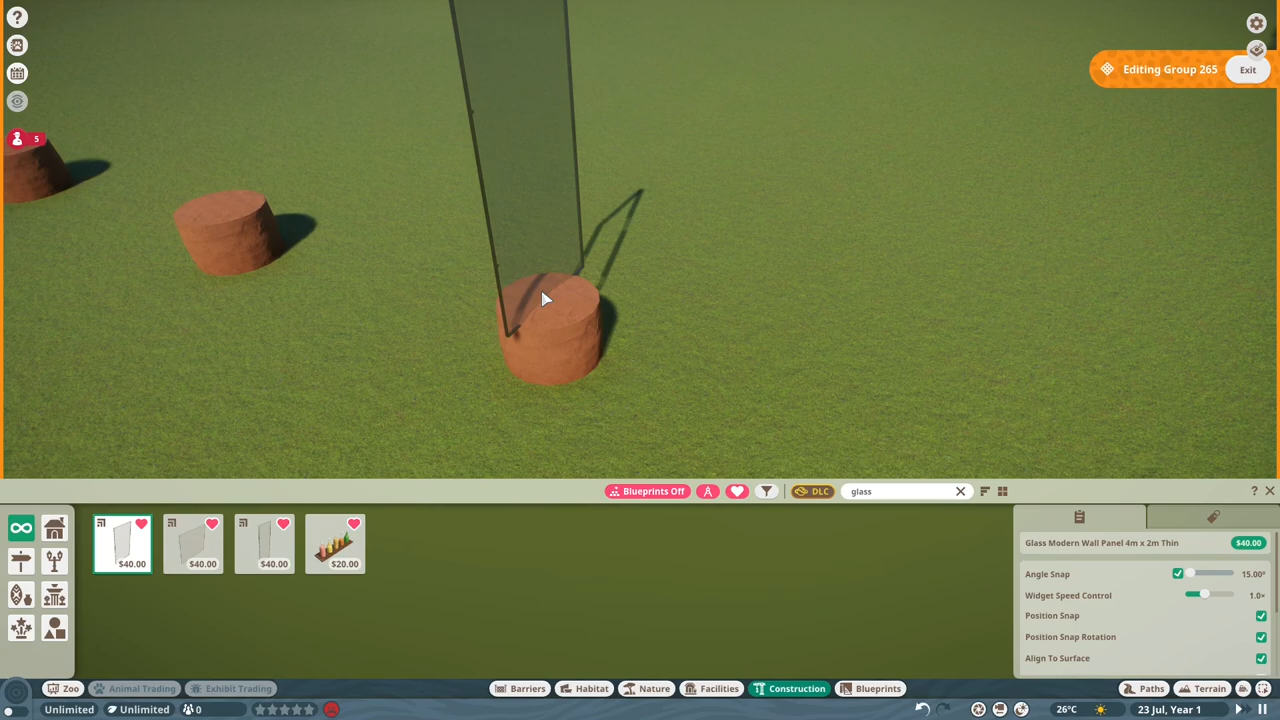 ?
Editing Group 265
Exit
5
Blueprints Off
DLC
glass
?
$40.00
$40.00
$40.00
$20.00
Glass Modern Wall Panel 4m x 2m Thin
$40.00
Angle Snap
15.00°
Widget Speed Control
1.0×
Position Snap
Position Snap Rotation
Align To Surface
Zoo
Animal Trading
Exhibit Trading
Barriers
Habitat
Nature
Facilities
Construction
Blueprints
Paths
Terrain
Unlimited
Unlimited
0
26°C
23 Jul, Year 1